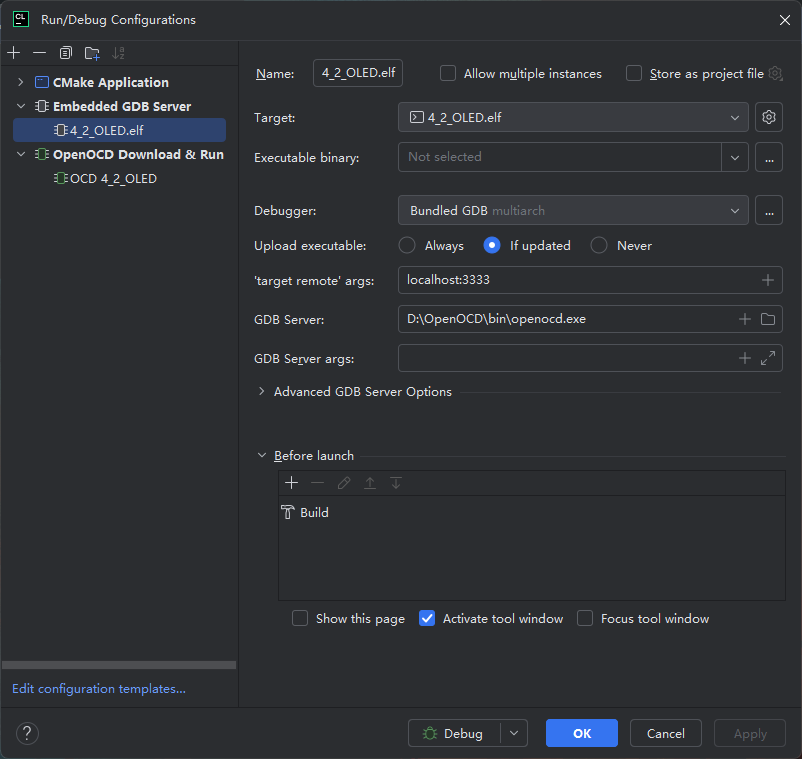 CL Run/Debug Configurations
CMake Application
Embedded GDB Server
4_2_OLED.elf
OpenOCD Download & Run
OCD 4_2_OLED
Edit configuration templates...
Name: 4_2_OLED.elf Allow multiple instances Store as project file
Target: 4_2_OLED.elf
Executable binary: Not selected ...
Debugger: Bundled GDB multiarch ...
Upload executable: Always If updated Never
'target remote' args: localhost:3333
GDB Server: D:\OpenOCD\bin\openocd.exe
GDB Server args:
Advanced GDB Server Options
Before launch
Build
Show this page Activate tool window Focus tool window
? Debug OK Cancel Apply